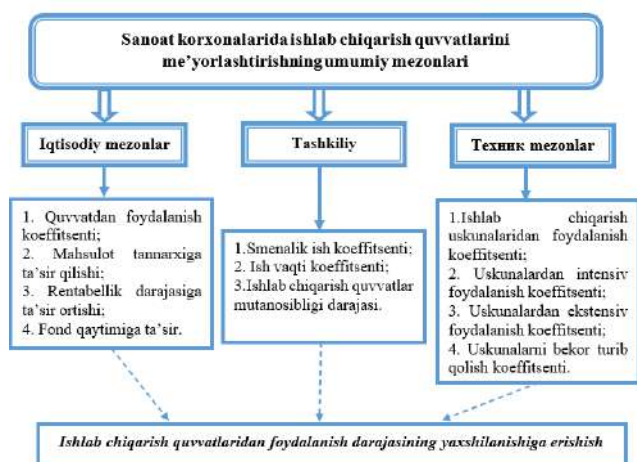 Sanoat korxonalarida ishlab chiqarish quvvatlarini
me'yorlashtirishning umumiy mezonlari
Iqtisodiy mezonlar
Tashkiliy
Техник mezonlar
1. Quvvatdan foydalanish
koeffitsenti;
2. Mahsulot tannarxiga
ta'sir qilishi;
3. Rentabellik darajasiga
ta'sir ortishi;
4. Fond qaytimiga ta'sir.
1.Smenalik ish koeffitsenti;
2. Ish vaqti koeffitsenti;
3.Ishlab chiqarish quvvatlar
mutanosibligi darajasi.
1.Ishlab chiqarish
uskunalaridan foydalanish
koeffitsenti;
2. Uskunalardan intensiv
foydalanish koeffitsenti;
3. Uskunalardan ekstensiv
foydalanish koeffitsenti;
4. Uskunalarni bekor turib
qolish koeffitsenti.
Ishlab chiqarish quvvatlaridan foydalanish darajasining yaxshilanishiga erishish